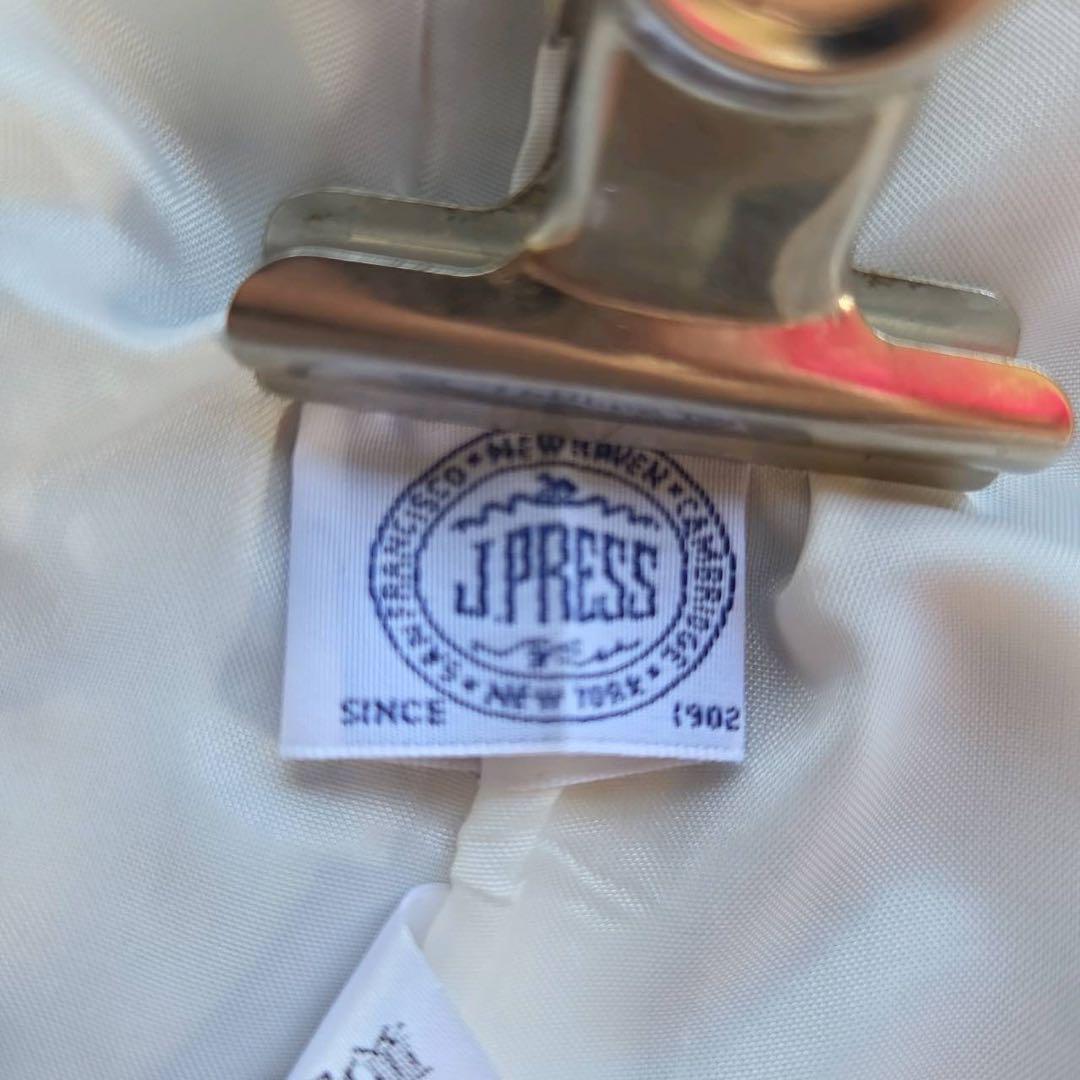 ★ NEW HAVEN ★ CAMBRIDGE ★ NEW YORK ★ SAN FRANCISCO
J.PRESS
SINCE 1902